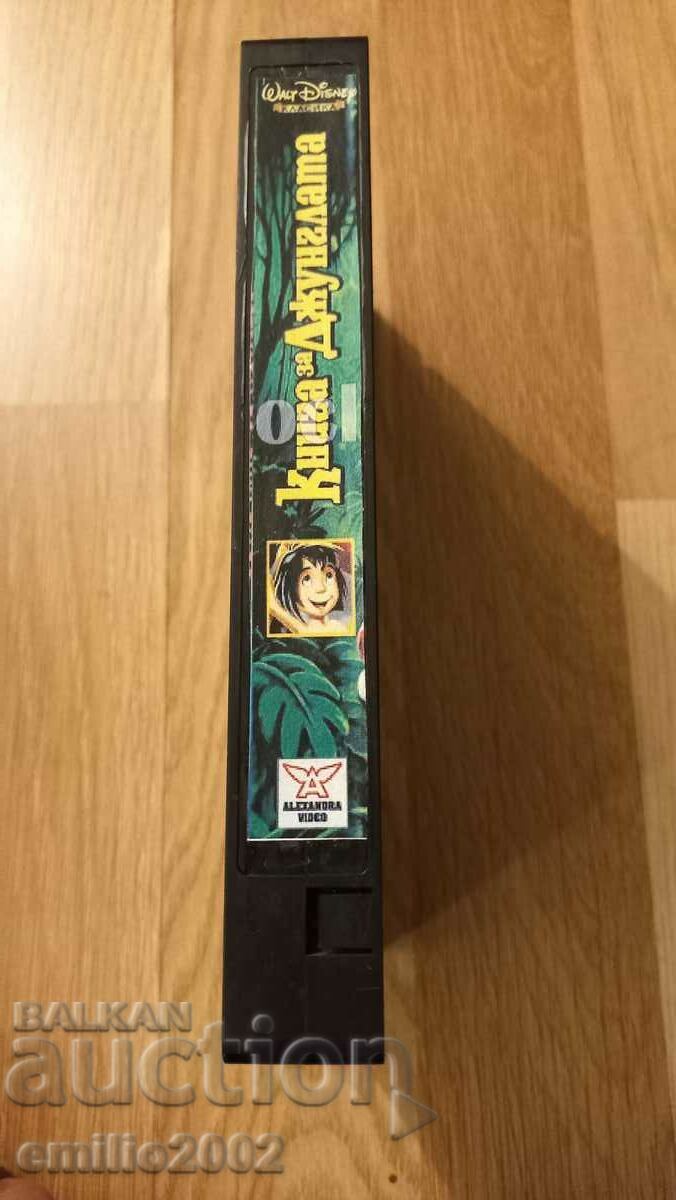 Walt Disney
КЛАСИКА
Книга за Джунглата
ALEXANDRA
VIDEO
BALKAN
auction
emilio2002